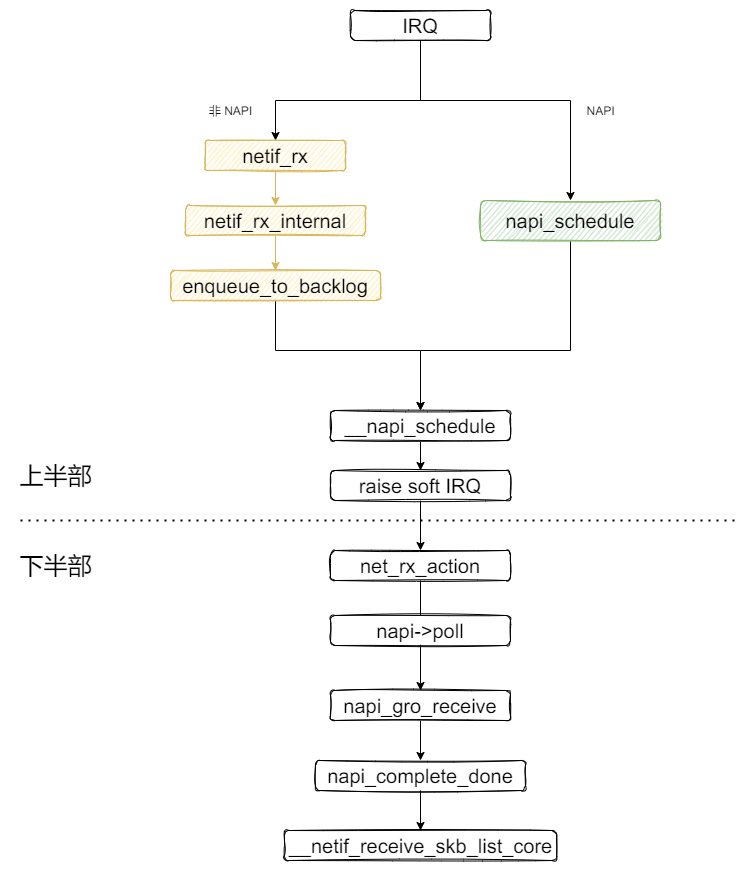 IRQ
非 NAPI
NAPI
netif_rx
netif_rx_internal
napi_schedule
enqueue_to_backlog
__napi_schedule
上半部
raise soft IRQ
下半部
net_rx_action
napi->poll
napi_gro_receive
napi_complete_done
__netif_receive_skb_list_core